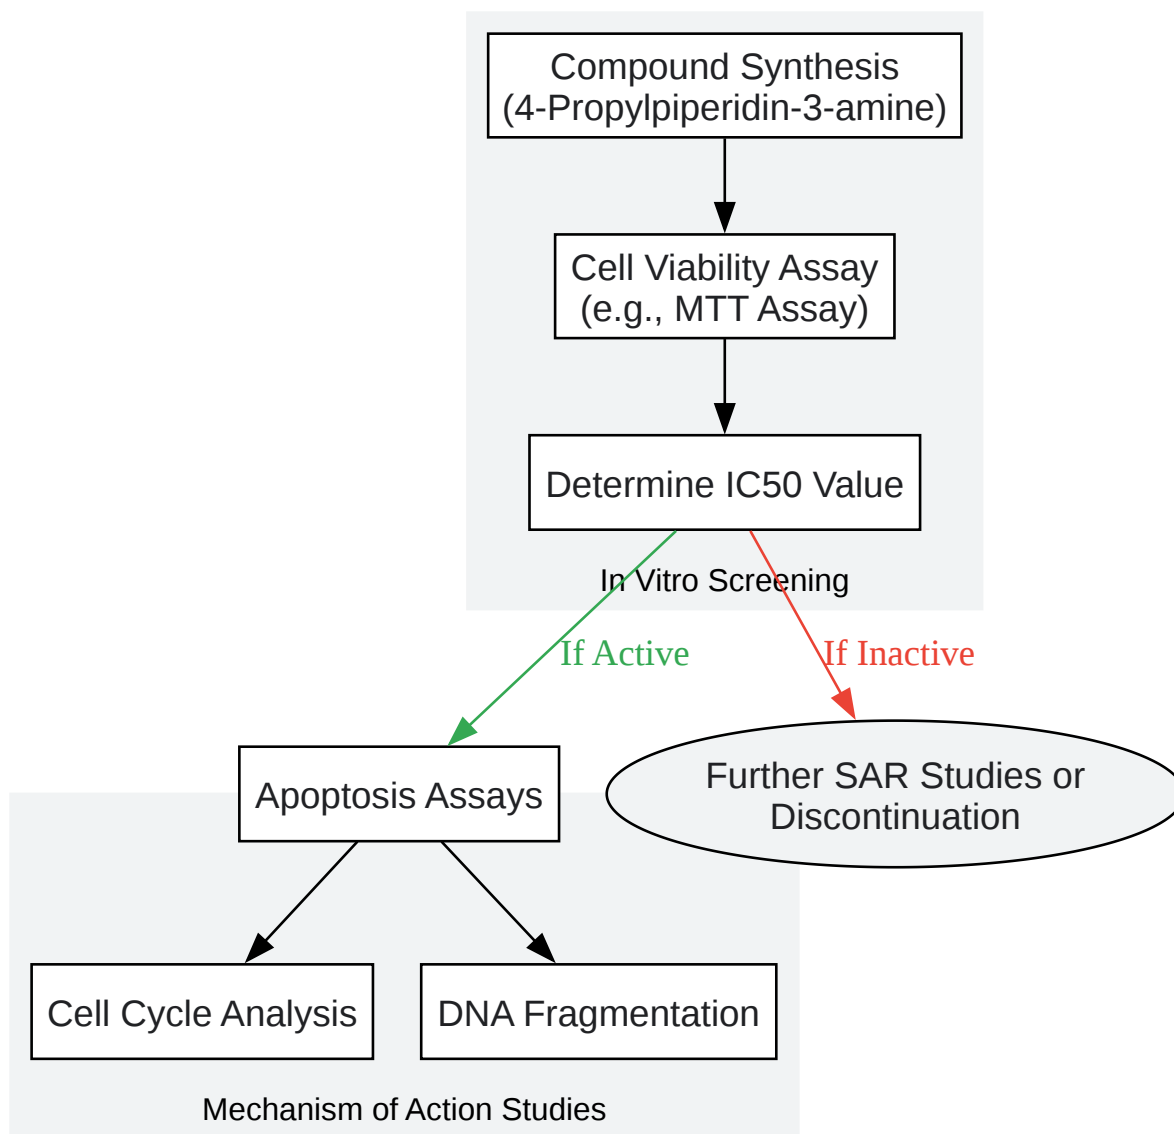 Compound Synthesis
(4-Propylpiperidin-3-amine)
Cell Viability Assay
(e.g., MTT Assay)
Determine IC50 Value
In Vitro Screening
If Active
If Inactive
Apoptosis Assays
Further SAR Studies or
Discontinuation
Cell Cycle Analysis
DNA Fragmentation
Mechanism of Action Studies